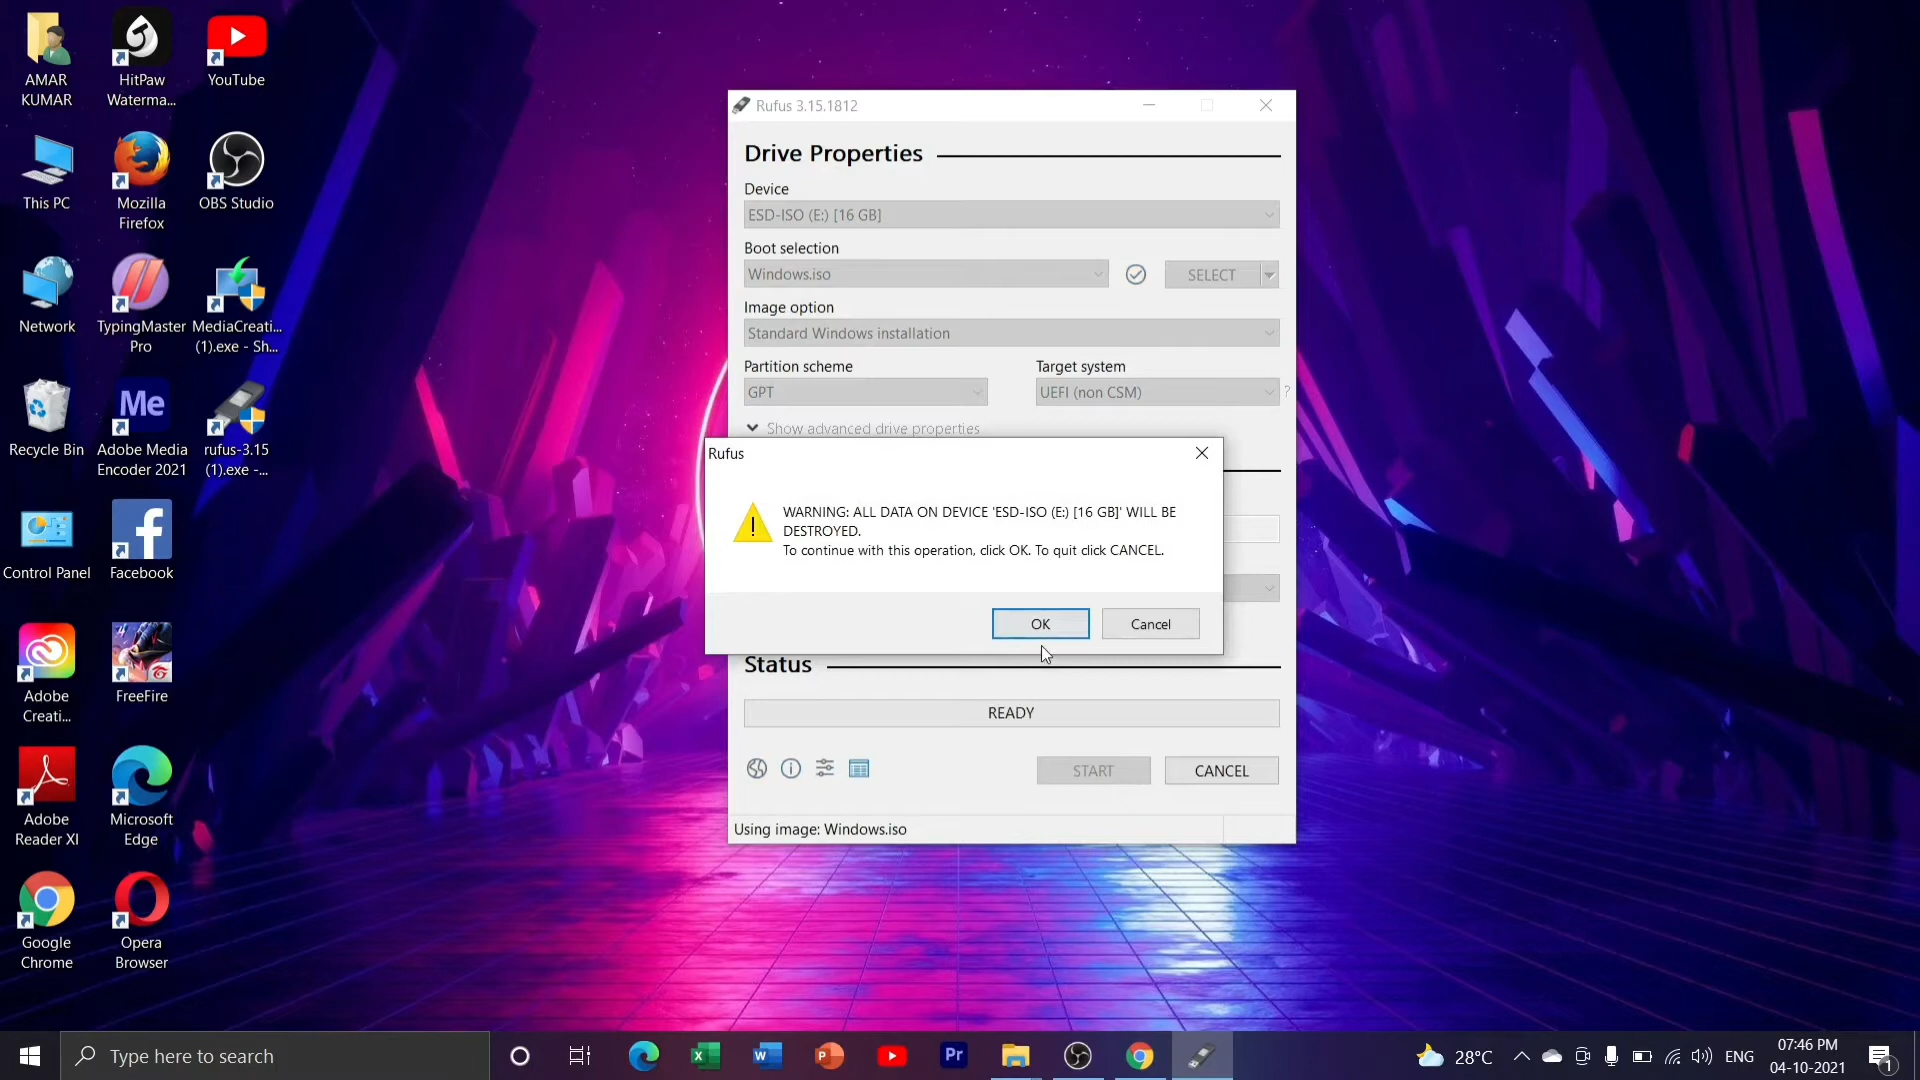 AMAR
KUMAR
HitPaw
Waterma...
YouTube
This PC
Mozilla
Firefox
OBS Studio
Network
TypingMaster
Pro
MediaCreati...
(1).exe - Sh...
Recycle Bin
Me
Adobe Media
Encoder 2021
rufus-3.15
(1).exe -...
Control Panel
Facebook
Adobe
Creati...
FreeFire
Adobe
Reader XI
Microsoft
Edge
Google
Chrome
Opera
Browser
Rufus 3.15.1812
Drive Properties
Device
ESD-ISO (E:) [16 GB]
Boot selection
Windows.iso
SELECT
Image option
Standard Windows installation
Partition scheme
Target system
GPT
UEFI (non CSM)
?
Show advanced drive properties
Rufus
WARNING: ALL DATA ON DEVICE 'ESD-ISO (E:) [16 GB]' WILL BE
DESTROYED.
To continue with this operation, click OK. To quit click CANCEL.
OK
Cancel
Status
READY
START
CANCEL
Using image: Windows.iso
Type here to search
28°C
ENG
07:46 PM
04-10-2021
1